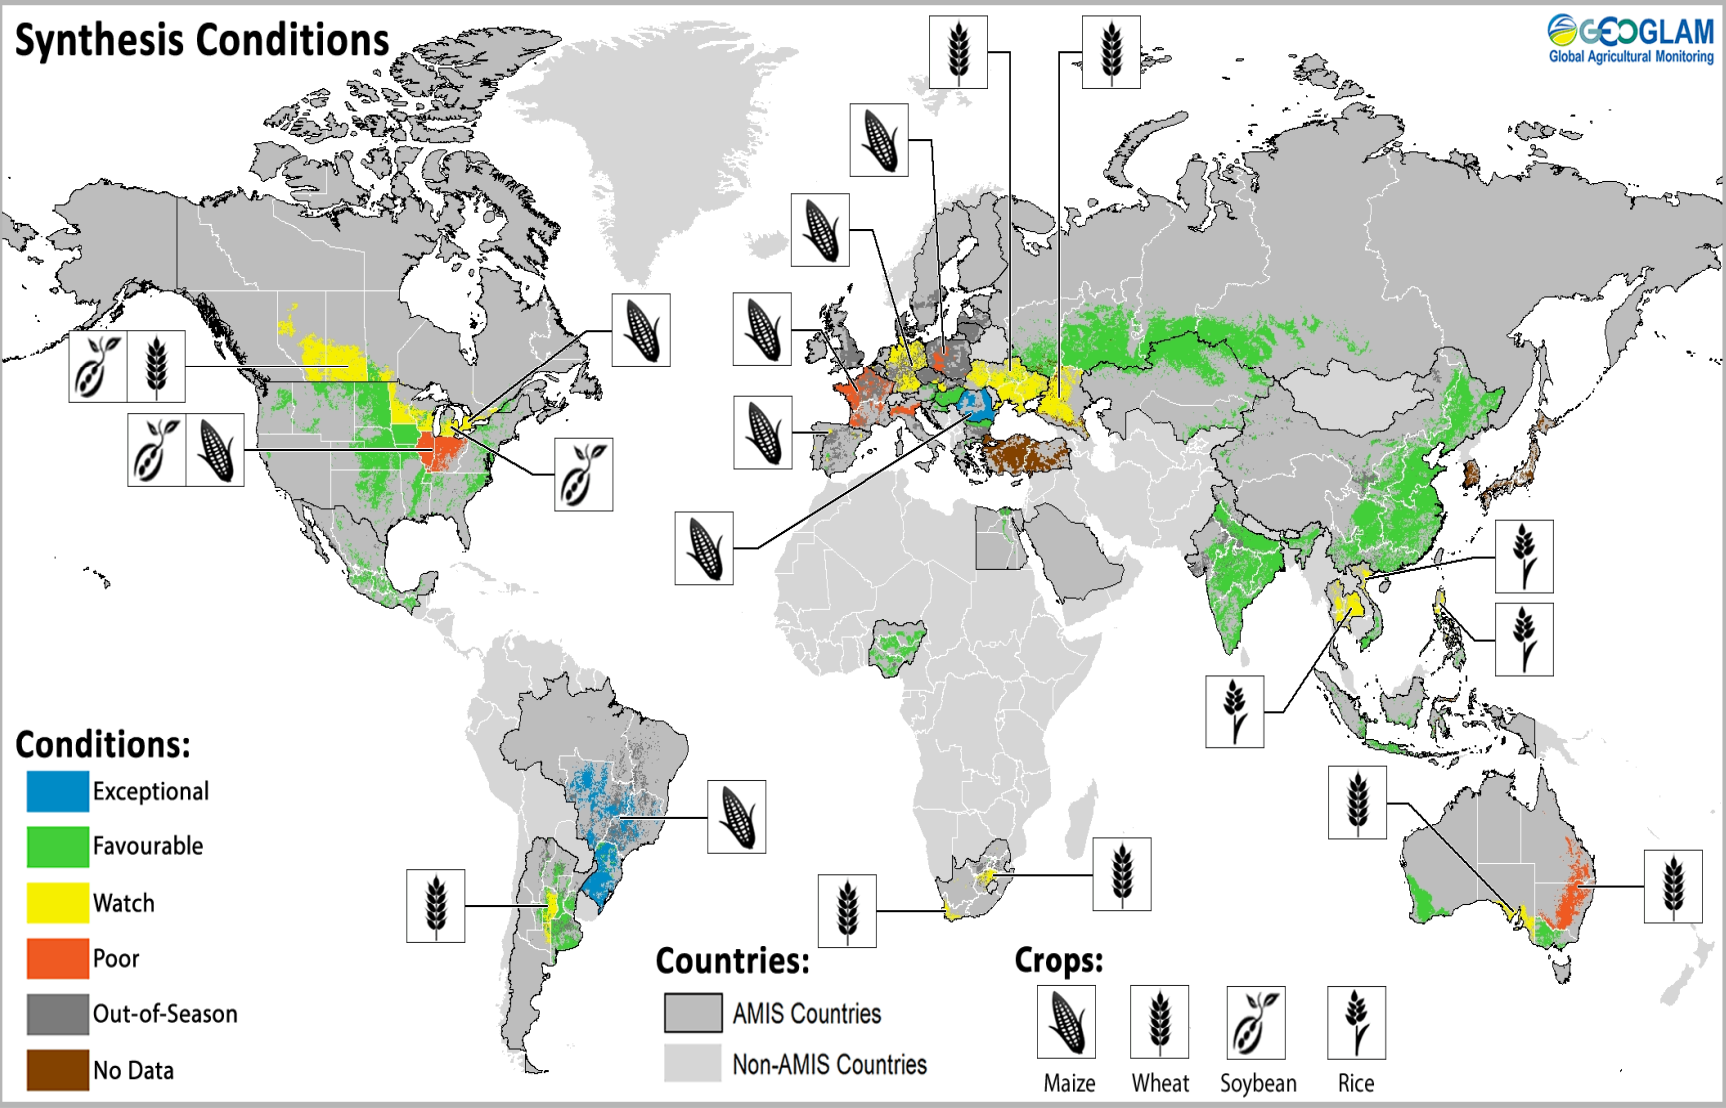 Synthesis Conditions
GEOGLAM
Global Agricultural Monitoring
Conditions:
Exceptional
Favourable
Watch
Poor
Out-of-Season
No Data
Countries:
AMIS Countries
Non-AMIS Countries
Crops:
Maize
Wheat
Soybean
Rice